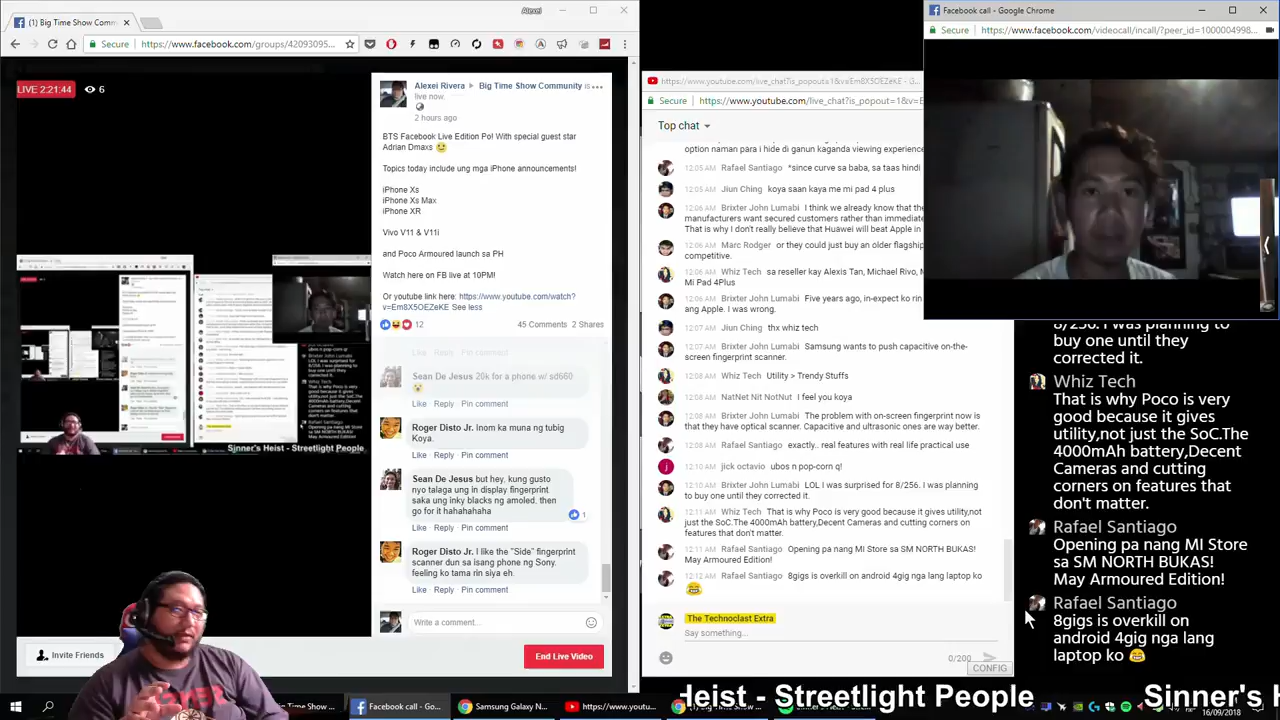 Alexei
(1) Big Time Show Comm
Secure
https://www.facebook.com/groups/42093095
LIVE 2:21:44
Alexei Rivera ▸ Big Time Show Community is
live now.
2 hours ago
BTS Facebook Live Edition Po! With special guest star
Adrian Dmaxs
Topics today include ung mga iPhone announcements!
iPhone Xs
iPhone Xs Max
iPhone XR
Vivo V11 & V11i
and Poco Armoured launch sa PH
Watch here on FB live at 10PM!
Or youtube link here: https://www.youtube.com/watch?
v=Em8X5OEZeKE See less
12
45 Comments 2 Shares
Like Reply Pin comment
Sean De Jesus 20k for a phone w/ sd
Like Reply Pin comment
Roger Disto Jr. Inom ka muna ng tubig
Koya.
Like Reply Pin comment
Sean De Jesus but hey, kung gusto
nyo talaga ung in display fingerprint.
saka ung inky blacks ng amoled. then
go for it hahahahaha
1
Like Reply Pin comment
Roger Disto Jr. I like the "Side" fingerprint
scanner dun sa isang phone ng Sony.
feeling ko tama rin siya eh.
Like Reply Pin comment
Write a comment...
Invite Friends
End Live Video
Sinner's Heist - Streetlight People
https://www.youtube.com/live_chat?is_popout=1&v=Em8X5OEZeKE
Secure
https://www.youtube.com/live_chat?is_popout=1&v=E
Top chat
option naman para i hide di ganun kaganda viewing experience
12:05 AM Rafael Santiago *since curve sa baba, sa taas hindi
12:05 AM Jiun Ching koya saan kaya me mi pad 4 plus
12:06 AM Brixter John Lumabi I think we already know that the
manufacturers want secured customers rather than immediate
That is why I don't really believe that Huawei will beat Apple in
12:06 AM Marc Rodger or they could just buy an older flagship
competitive.
12:06 AM Whiz Tech sa reseller kay Alexis Tan, Michael Rivo, M
Mi Pad 4Plus
12:06 AM Brixter John Lumabi Five years ago, in-expect ko rin
ang Apple. I was wrong.
12:07 AM Jiun Ching thx whiz tech
12:07 AM Brixter John Lumabi Samsung wants to push capacitive on-the-
screen fingerprint scanner.
12:08 AM Whiz Tech Utility > Trendy Stuffs
12:08 AM NatNet Nit NotNut I feel you koya
12:08 AM Brixter John Lumabi The problem with on-screen fingerprint now is
that they have optical scanner. Capacitive and ultrasonic ones are way better.
12:08 AM Rafael Santiago exactly.. real features with real life practical use
12:10 AM jick octavio ubos n pop-corn q!
12:10 AM Brixter John Lumabi LOL I was surprised for 8/256. I was planning
to buy one until they corrected it.
12:11 AM Whiz Tech That is why Poco is very good because it gives utility,not
just the SoC.The 4000mAh battery,Decent Cameras and cutting corners on
features that don't matter.
12:11 AM Rafael Santiago Opening pa nang MI Store sa SM NORTH BUKAS!
May Armoured Edition!
12:12 AM Rafael Santiago 8gigs is overkill on android 4gig nga lang laptop ko
The Technoclast Extra
Say something...
0/200
CONFIG
Facebook call - Google Chrome
Secure
https://www.facebook.com/videocall/incall/?peer_id=1000004998
buy one until they
corrected it.
Whiz Tech
That is why Poco is very
good because it gives
utility,not just the SoC.The
4000mAh battery,Decent
Cameras and cutting
corners on features that
don't matter.
Rafael Santiago
Opening pa nang MI Store
sa SM NORTH BUKAS!
May Armoured Edition!
Rafael Santiago
8gigs is overkill on
android 4gig nga lang
laptop ko
Heist - Streetlight People
Sinner's H
Facebook call - Go...
Samsung Galaxy N...
https://www.youtu...
16/09/2018